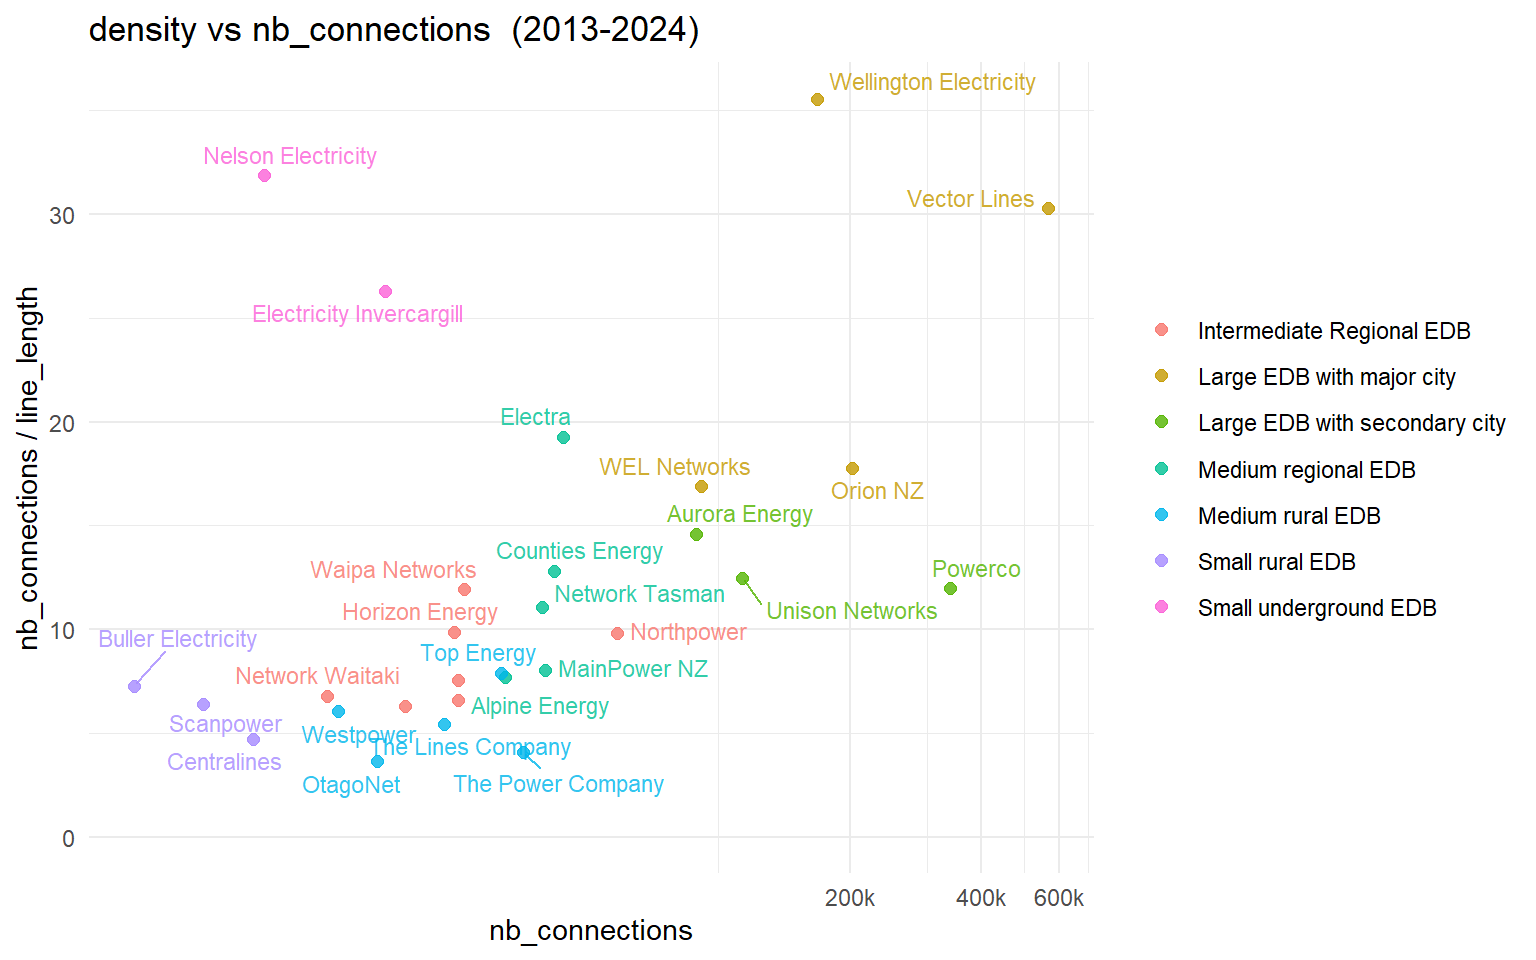 density vs nb_connections  (2013-2024)
nb_connections / line_length
30
20
10
0
Wellington Electricity
Nelson Electricity
Vector Lines
Electricity Invercargill
Electra
WEL Networks
Orion NZ
Aurora Energy
Counties Energy
Waipa Networks
Powerco
Network Tasman
Horizon Energy
Unison Networks
Northpower
Buller Electricity
Top Energy
MainPower NZ
Network Waitaki
Alpine Energy
Scanpower
Westpower
The Lines Company
Centralines
OtagoNet
The Power Company
200k
400k
600k
nb_connections
Intermediate Regional EDB
Large EDB with major city
Large EDB with secondary city
Medium regional EDB
Medium rural EDB
Small rural EDB
Small underground EDB